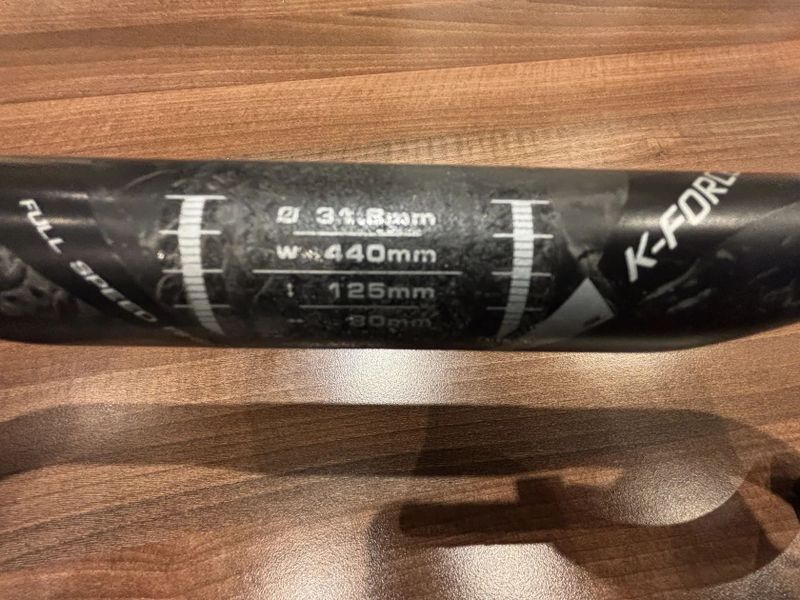 FULL SPEED
Ø 31.8mm
W 440mm
↕ 125mm
↔ 80mm
K-FORC